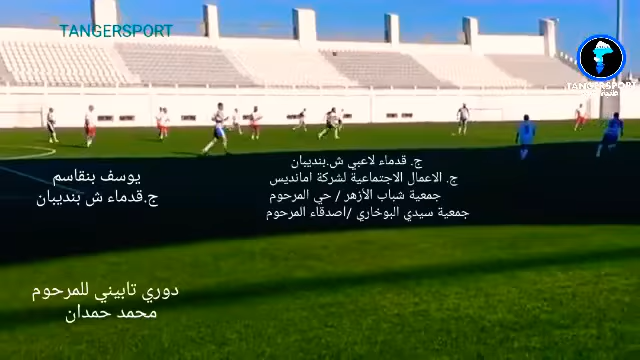 TANGERSPORT
TANGERSPORT
ج. قدماء لاعبي ش.بنديبان
ج. الاعمال الاجتماعية لشركة امانديس
جمعية شباب الأزهر / حي المرحوم
جمعية سيدي البوخاري /اصدقاء المرحوم
يوسف بنقاسم
ج.قدماء ش بنديبان
دوري تابيني للمرحوم
محمد حمدان